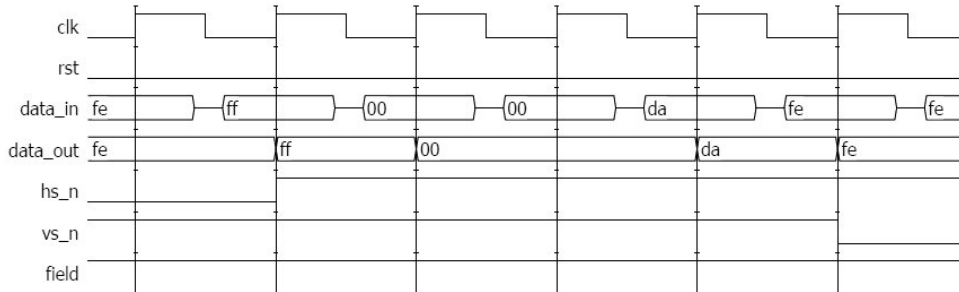 clk
rst
data_in fe ff 00 00 da fe fe
data_out fe ff 00 da fe
hs_n
vs_n
field